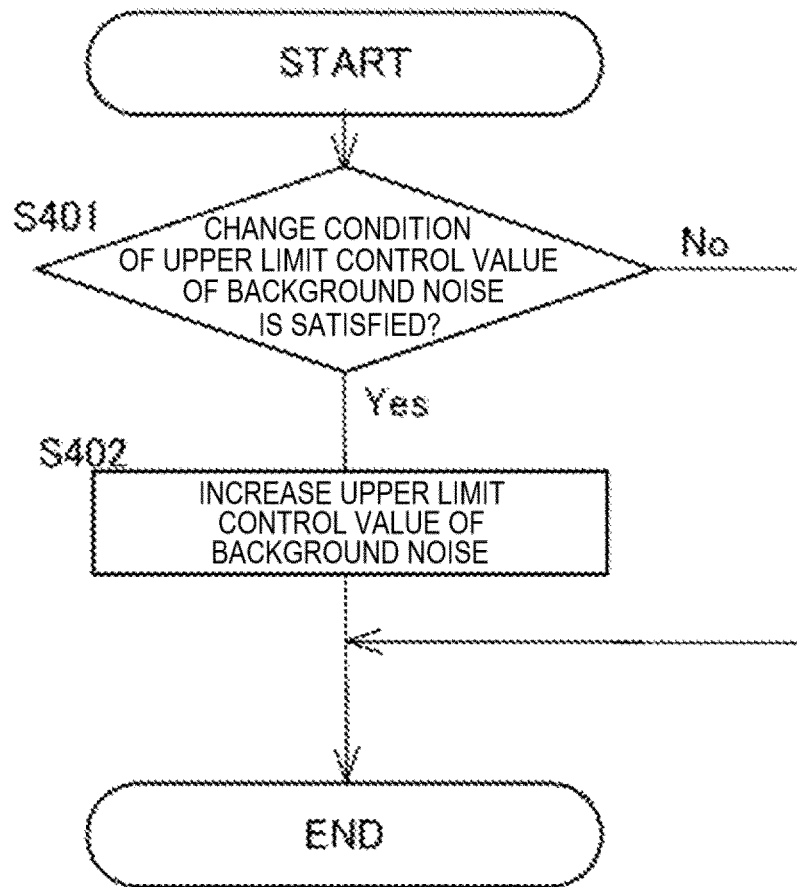 START
S401
CHANGE CONDITION
OF UPPER LIMIT CONTROL VALUE
OF BACKGROUND NOISE
IS SATISFIED?
No
Yes
S402
INCREASE UPPER LIMIT
CONTROL VALUE OF
BACKGROUND NOISE
END